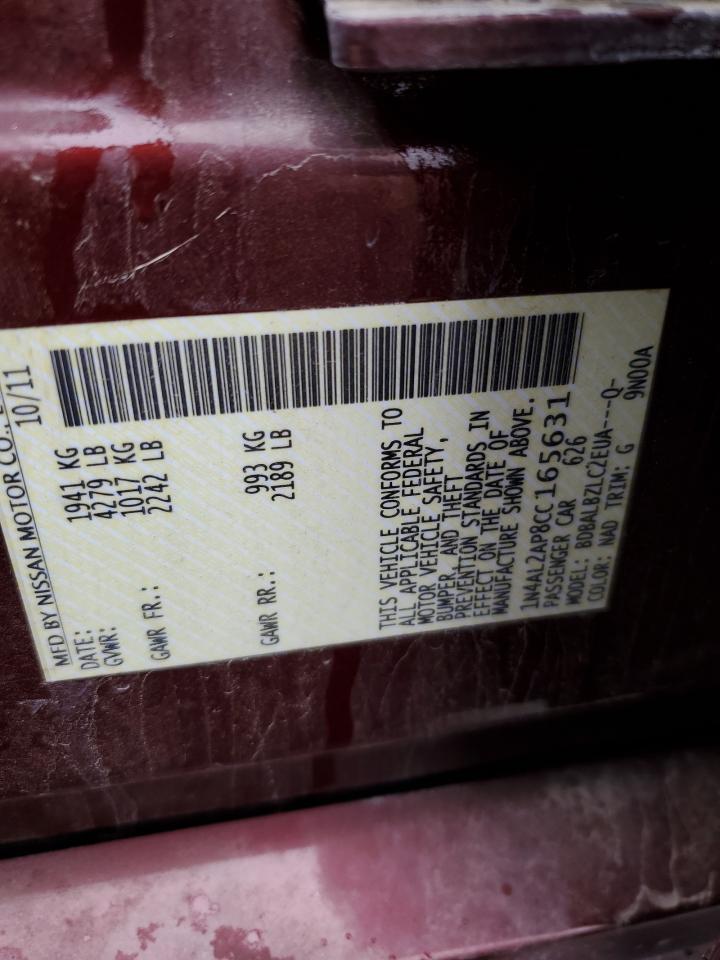 MFD BY NISSAN MOTOR CO.,
DATE: 10/11
GVWR: 1941 KG
4279 LB
GAWR FR.: 1017 KG
2242 LB
GAWR RR.: 993 KG
2189 LB
THIS VEHICLE CONFORMS TO
ALL APPLICABLE FEDERAL
MOTOR VEHICLE SAFETY,
BUMPER, AND THEFT
PREVENTION STANDARDS IN
EFFECT ON THE DATE OF
MANUFACTURE SHOWN ABOVE.
1N4AL2AP8CC165631
PASSENGER CAR 626
MODEL: BDBALBZLC2EUA---Q-
COLOR: NAD TRIM: G 9N00A